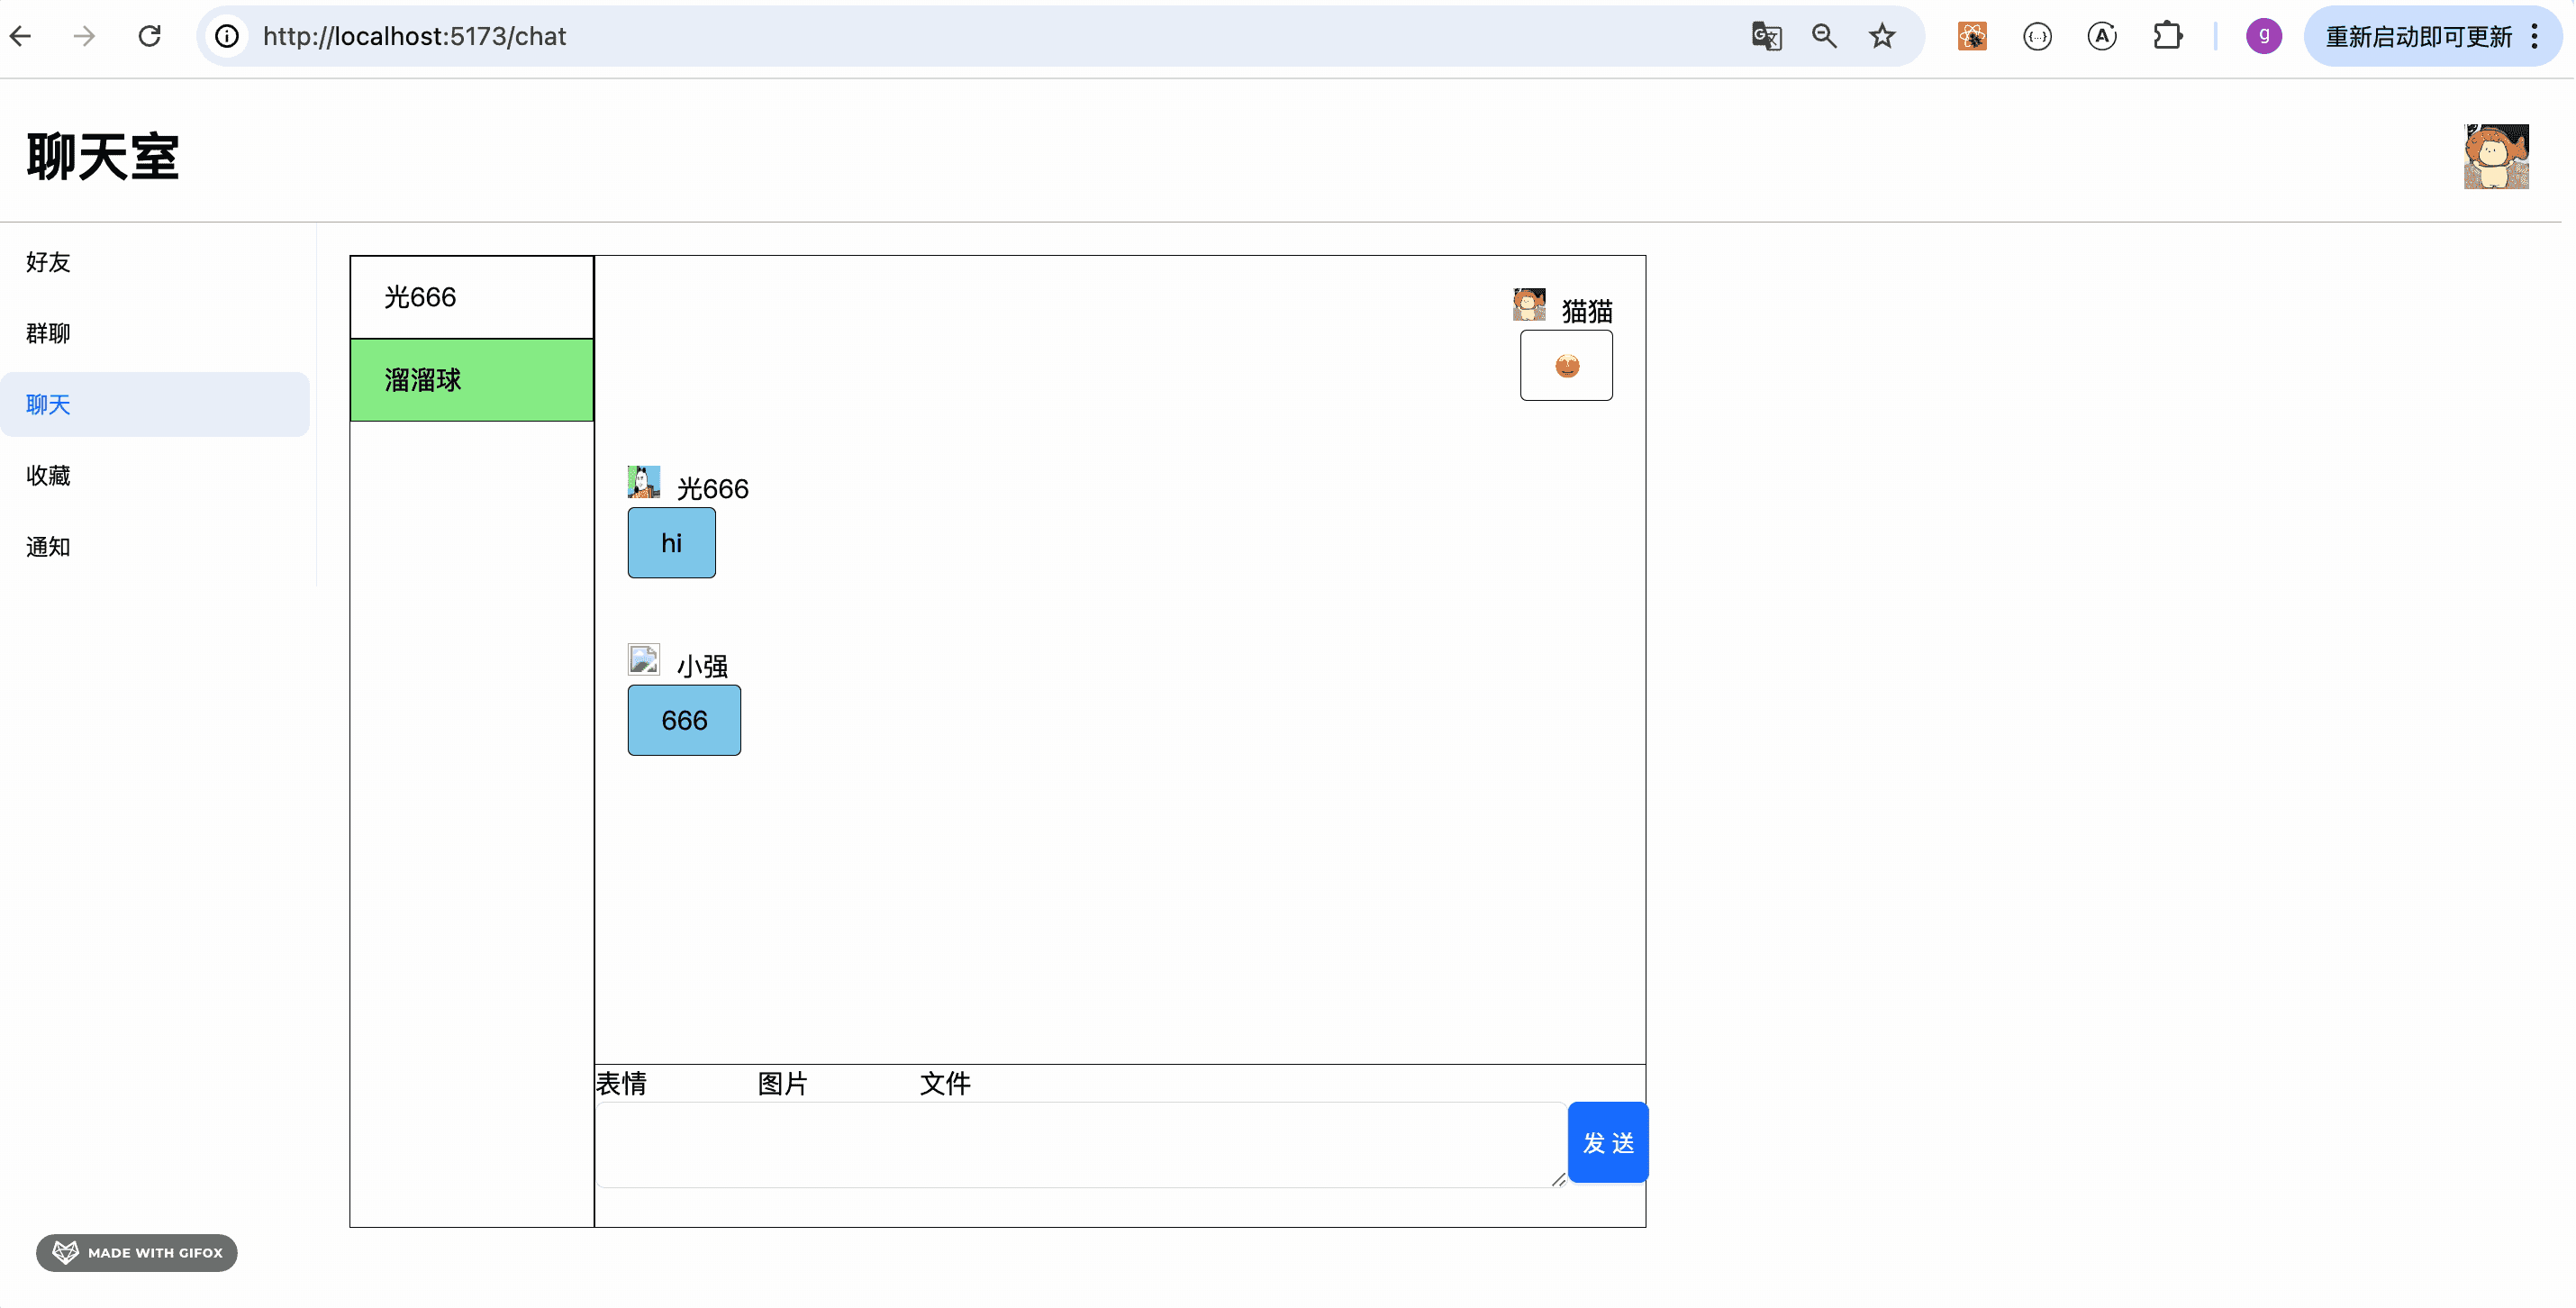 http://localhost:5173/chat
g
重新启动即可更新
聊天室
好友
群聊
聊天
收藏
通知
光666
溜溜球
猫猫
光666
hi
小强
666
表情 图片 文件
发 送
MADE WITH GIFOX